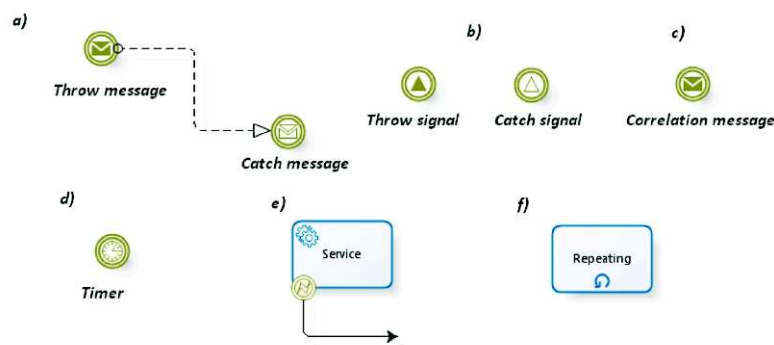 a)
Throw message
Catch message
b)
Throw signal
Catch signal
c)
Correlation message
d)
Timer
e)
Service
f)
Repeating